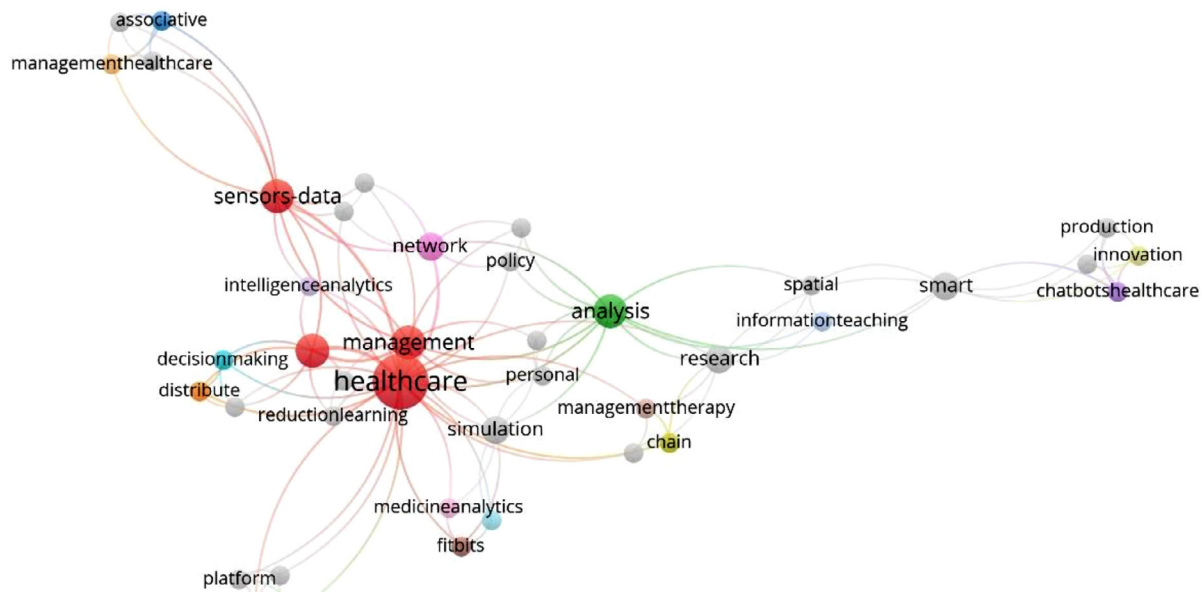 associative
managementhealthcare
sensors-data
network
policy
intelligenceanalytics
production
innovation
chatbotshealthcare
spatial
smart
analysis
informationteaching
management
decisionmaking
healthcare
research
distribute
personal
reductionlearning
managementtherapy
simulation
chain
medicineanalytics
fitbits
platform